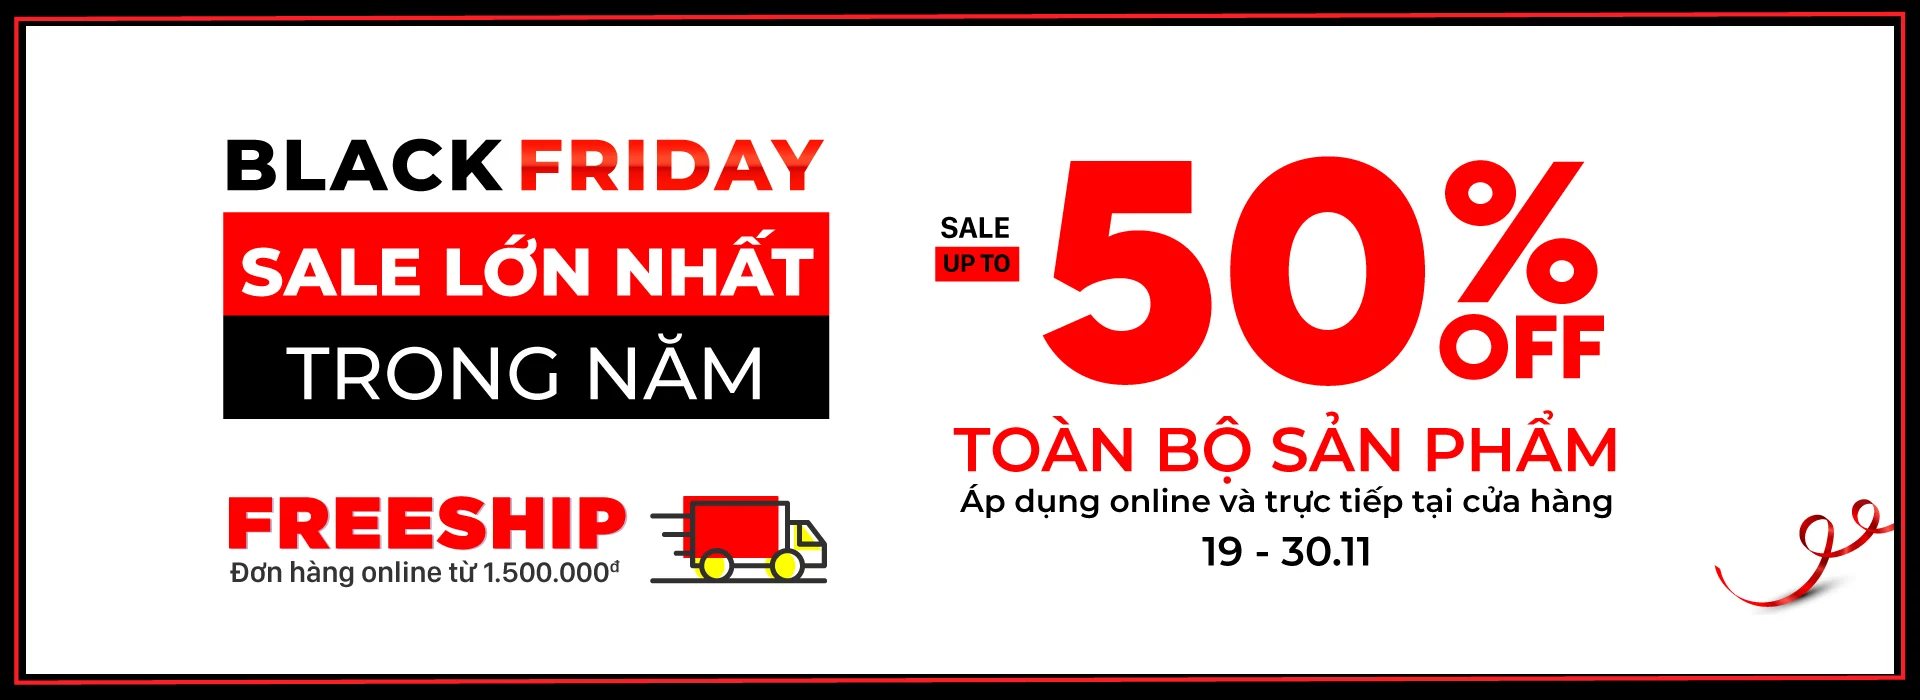 BLACK FRIDAY
SALE LỚN NHẤT
TRONG NĂM
FREESHIP
Đơn hàng online từ 1.500.000đ
SALE
UP TO
50%
OFF
TOÀN BỘ SẢN PHẨM
Áp dụng online và trực tiếp tại cửa hàng
19 - 30.11